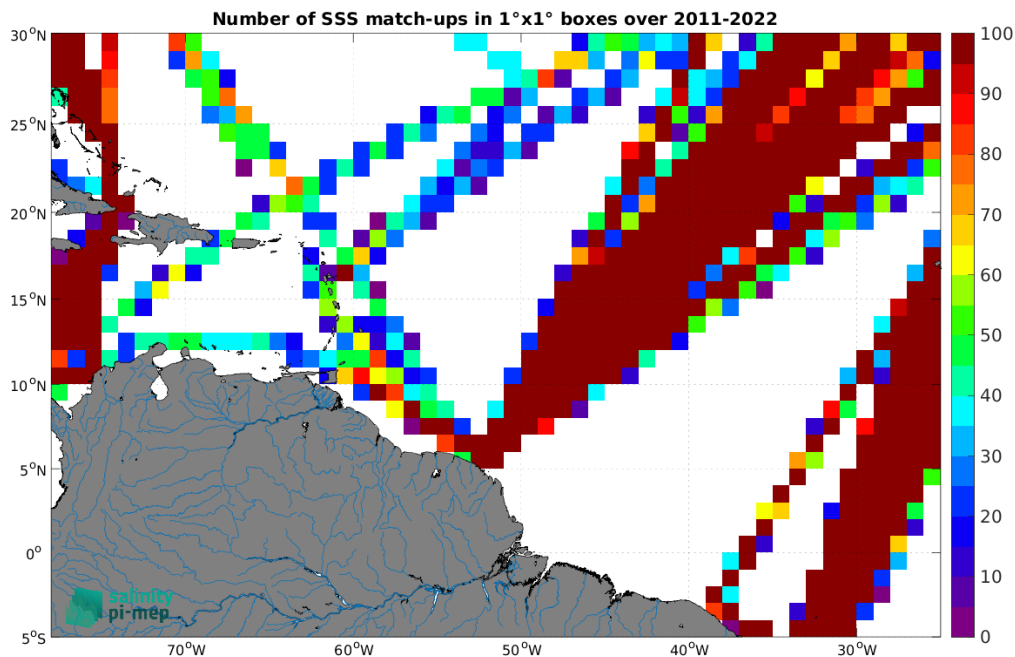 Number of SSS match-ups in 1°x1° boxes over 2011-2022
30°N
25°N
20°N
15°N
10°N
5°N
0°
5°S
70°W
60°W
50°W
40°W
30°W
100
90
80
70
60
50
40
30
20
10
0
salinity
pi-mep